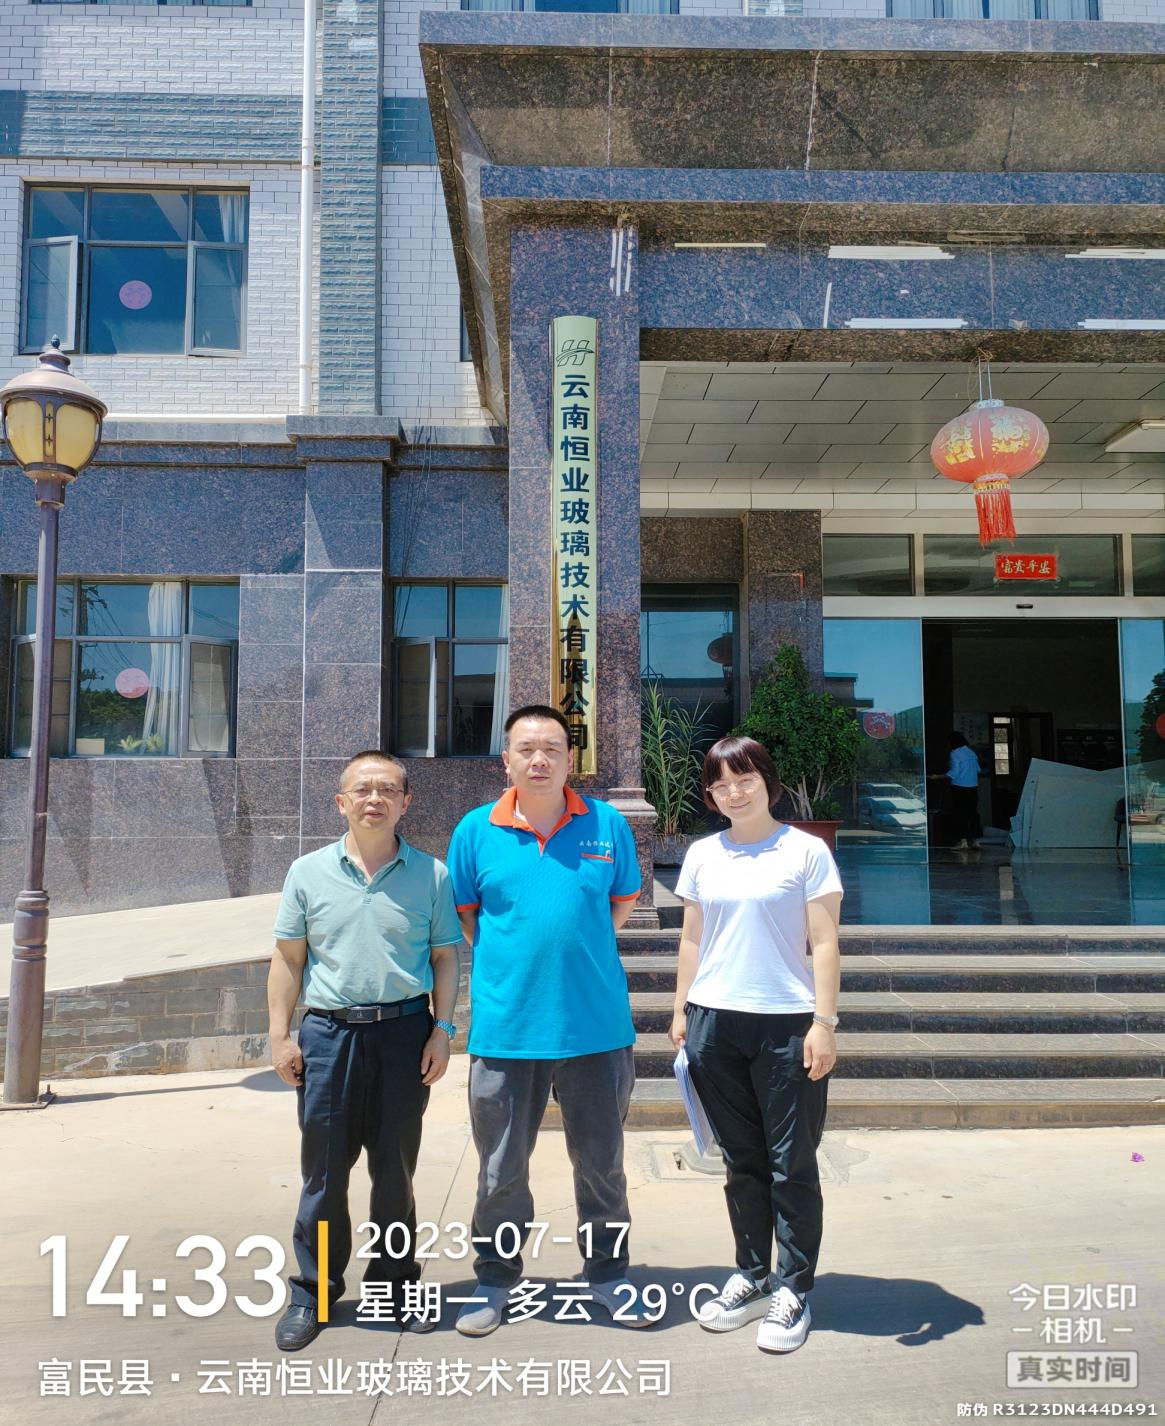 云南恒业玻璃技术有限公司
富贵平安
14:33
2023-07-17
星期一 多云 29°C
富民县·云南恒业玻璃技术有限公司
今日水印
相机
真实时间
防伪 R3123DN444D491